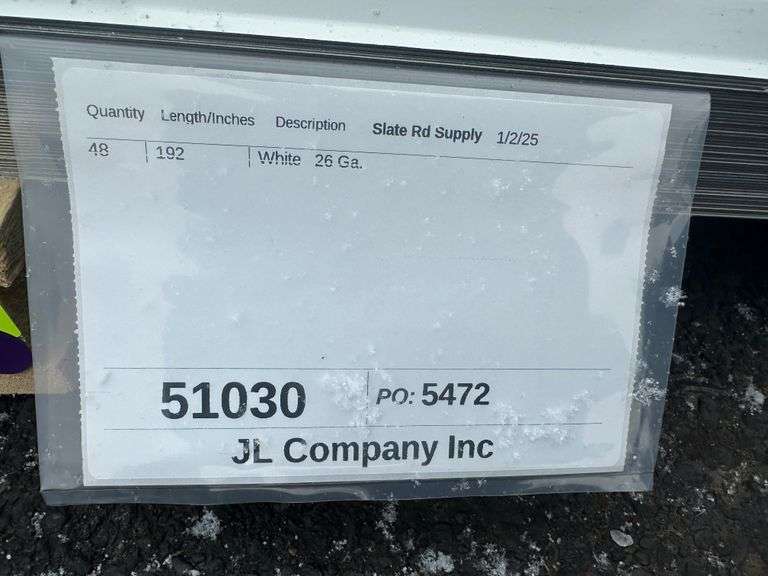 Quantity Length/Inches Description Slate Rd Supply 1/2/25
48 192 White 26 Ga.
51030 PO: 5472
JL Company Inc